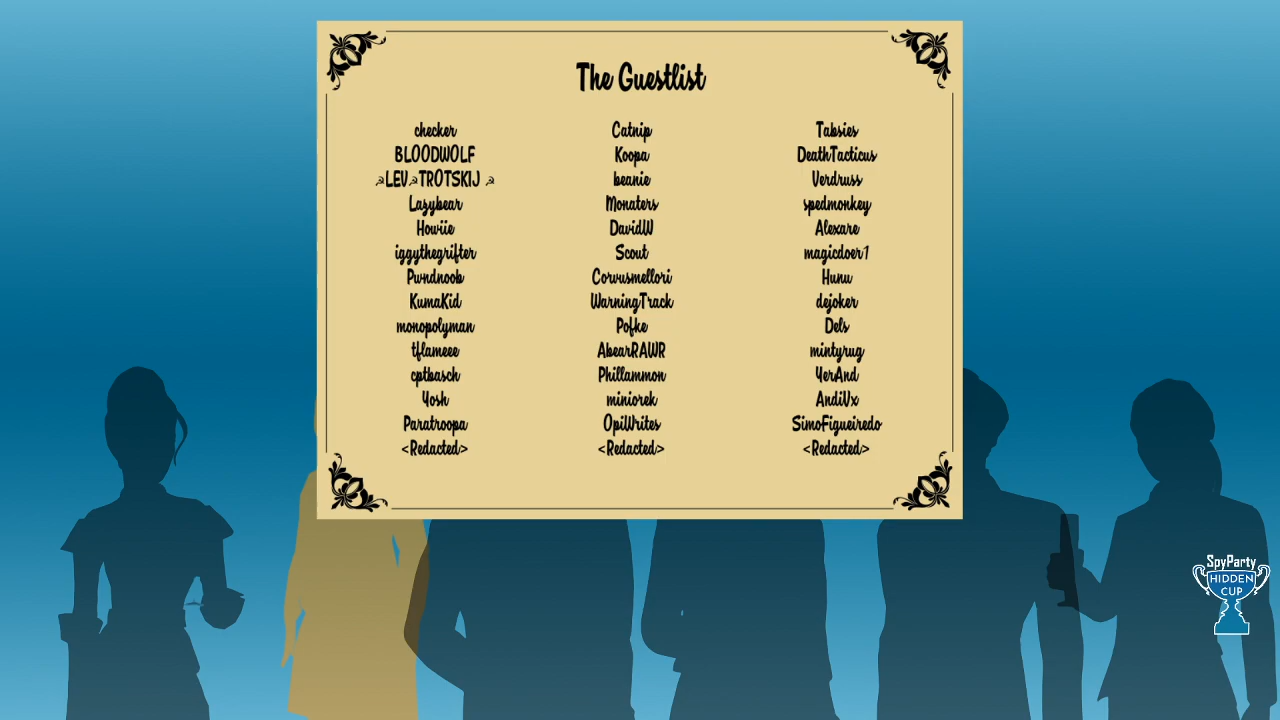 The Guestlist
checker
BLOODWOLF
☭LEV☭TROTSKIJ ☭
Lazybear
Howiie
iggythegrifter
Pwndnoob
KumaKid
monopolyman
tflameee
cptbasch
Yosh
Paratroopa
<Redacted>
Catnip
Koopa
beanie
Monaters
DavidW
Scout
Corvusmellori
WarningTrack
Pofke
AbearRAWR
Phillammon
miniorek
OpiWrites
<Redacted>
Tabsies
DeathTacticus
Verdruss
spedmonkey
Alexare
magicdoer1
Hunu
dejoker
Dels
mintyrug
YerAnd
AndiVx
SimoFigueiredo
<Redacted>
SpyParty
HIDDEN
CUP